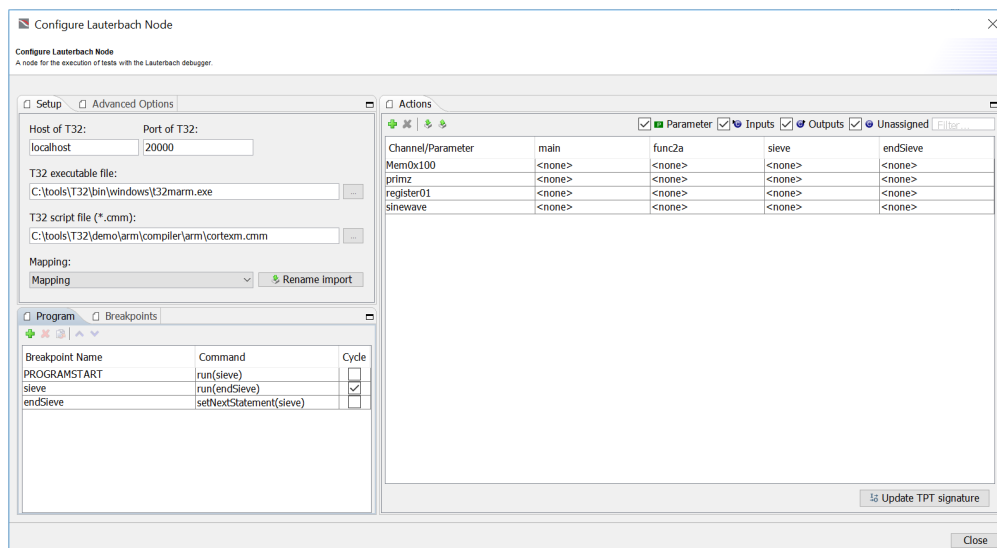 Configure Lauterbach Node
Configure Lauterbach Node
A node for the execution of tests with the Lauterbach debugger.
Setup Advanced Options
Host of T32: Port of T32:
localhost 20000
T32 executable file:
C:\tools\T32\bin\windows\t32marm.exe ...
T32 script file (*.cmm):
C:\tools\T32\demo\arm\compiler\arm\cortexm.cmm ...
Mapping:
Mapping Rename import
Program Breakpoints
Breakpoint Name Command Cycle
PROGRAMSTART run(sieve)
sieve run(endSieve)
endSieve setNextStatement(sieve)
Actions
Parameter Inputs Outputs Unassigned Filter...
Channel/Parameter main func2a sieve endSieve
Mem0x100 <none> <none> <none> <none>
primz <none> <none> <none> <none>
register01 <none> <none> <none> <none>
sinewave <none> <none> <none> <none>
Update TPT signature
Close